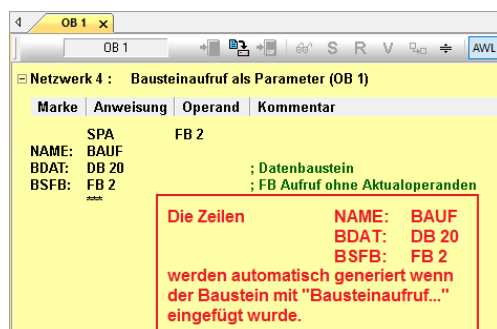 OB 1 x
OB 1 S R V AWL
Netzwerk 4 : Bausteinaufruf als Parameter (OB 1)
Marke Anweisung Operand Kommentar
SPA FB 2
NAME: BAUF
BDAT: DB 20 ; Datenbaustein
BSFB: FB 2 ; FB Aufruf ohne Aktualoperanden
***
Die Zeilen NAME: BAUF
BDAT: DB 20
BSFB: FB 2
werden automatisch generiert wenn
der Baustein mit "Bausteinaufruf..."
eingefügt wurde.